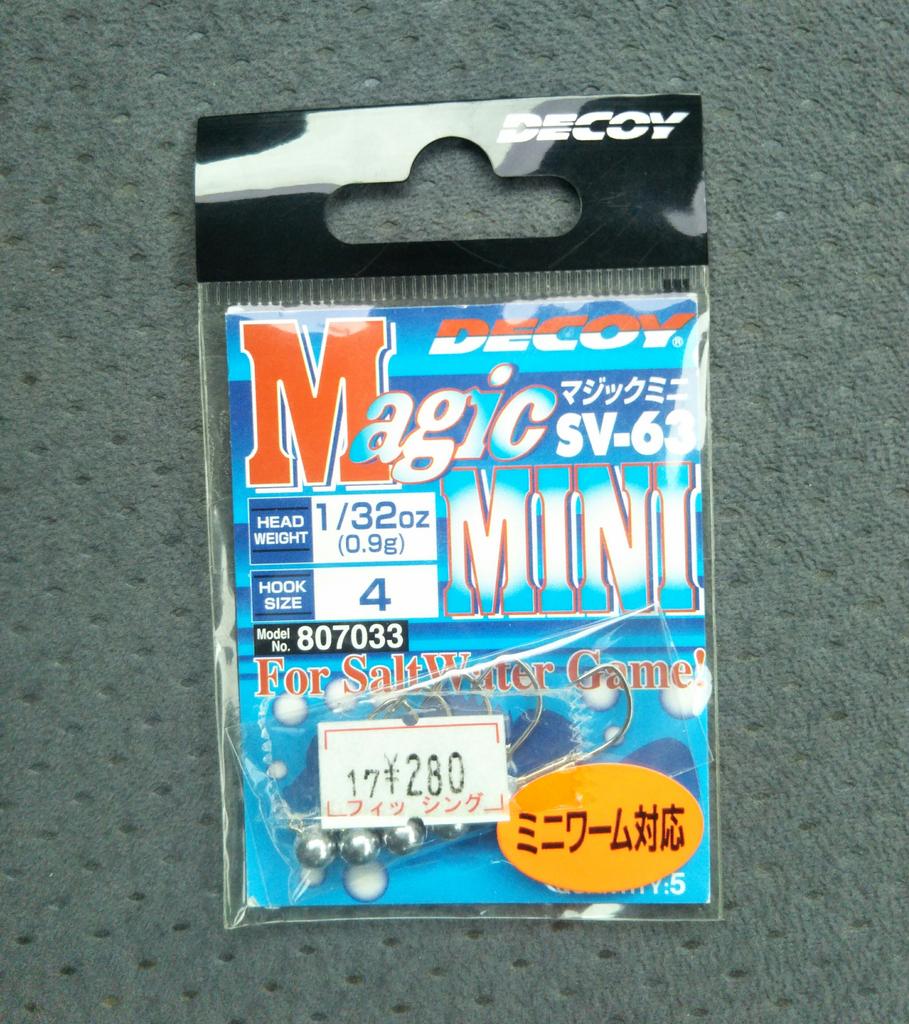 DECOY
DECOY®
Magic
マジックミニ
SV-63
MINI
HEAD WEIGHT
1/32oz
(0.9g)
HOOK SIZE
4
Model No. 807033
For Salt Water Game!
17 ¥280
フィッシング
ミニワーム対応
:5